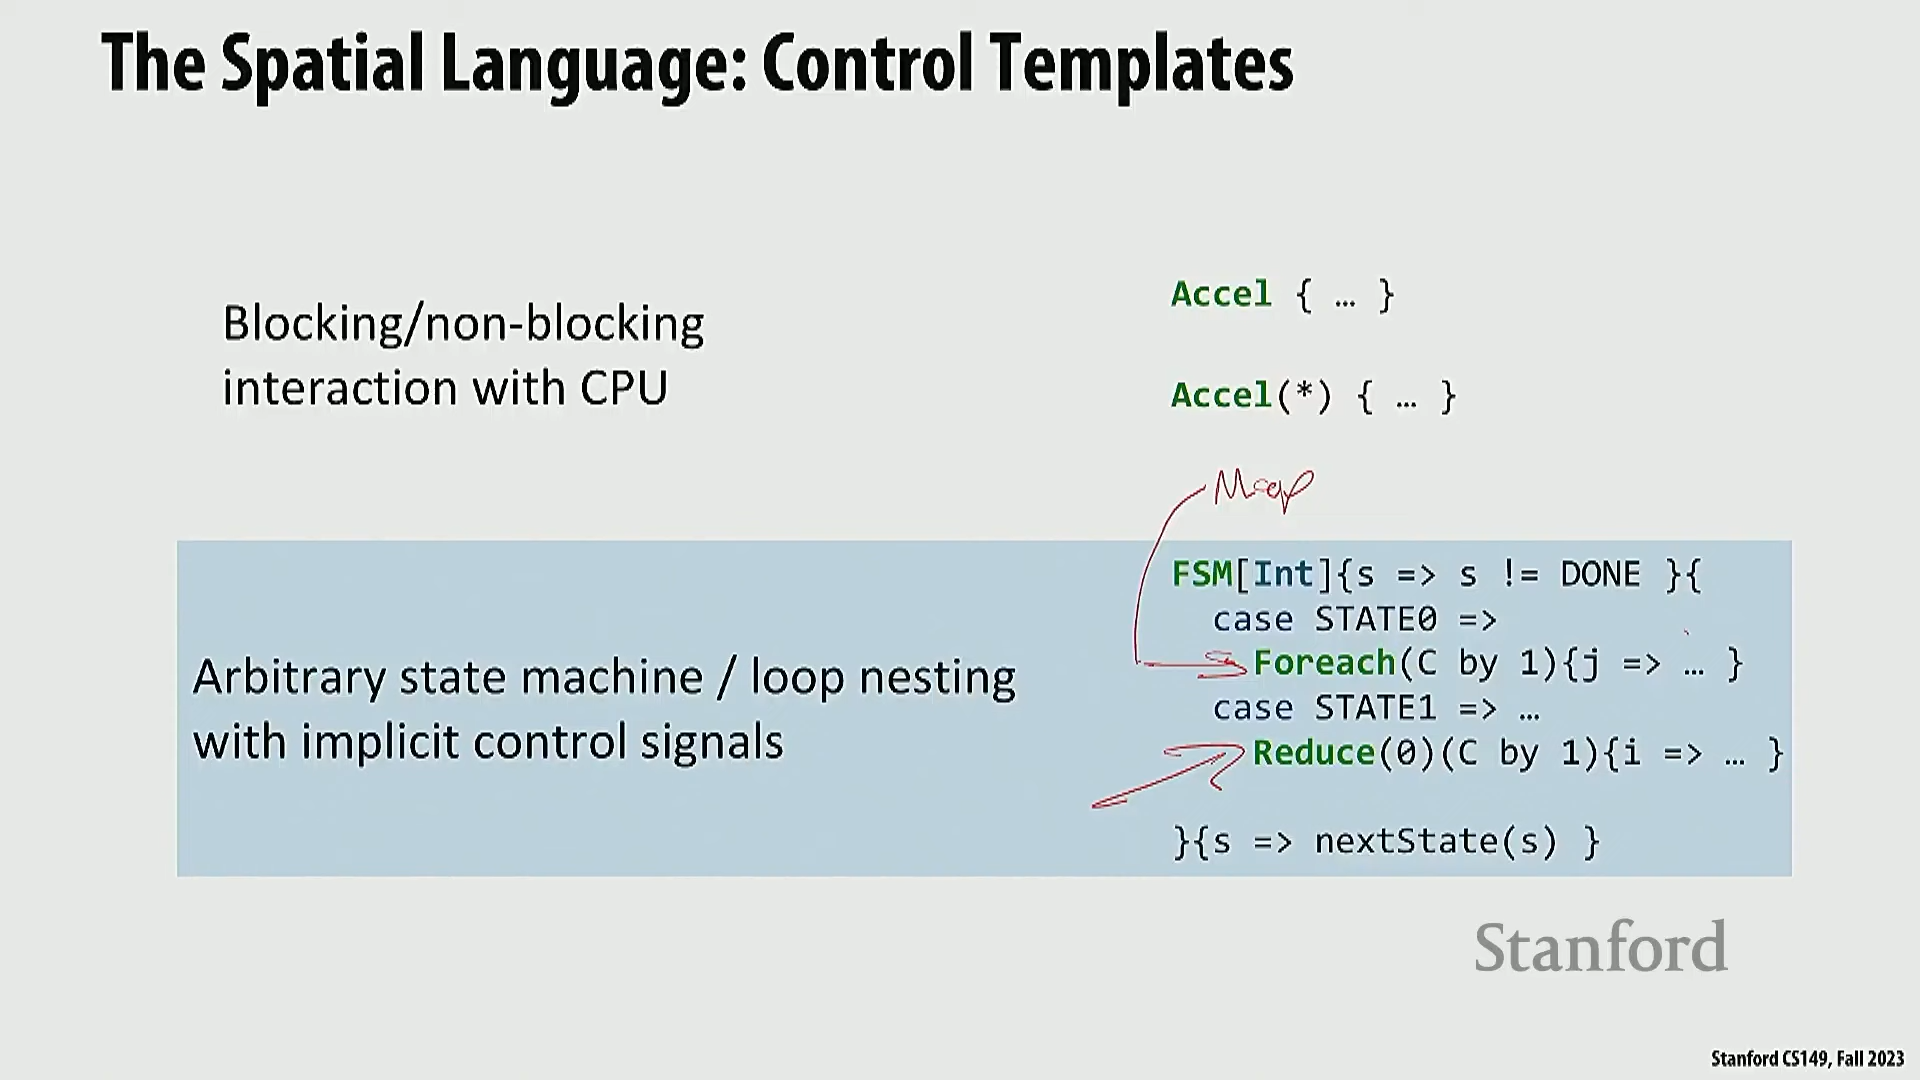 The Spatial Language: Control Templates
Blocking/non-blocking
interaction with CPU
Accel { … }
Accel(*) { … }
Map
Arbitrary state machine / loop nesting
with implicit control signals
FSM[Int]{s => s != DONE }{
case STATE0 =>
Foreach(C by 1){j => … }
case STATE1 => …
Reduce(0)(C by 1){i => … }
}{s => nextState(s) }
Stanford
Stanford CS149, Fall 2023